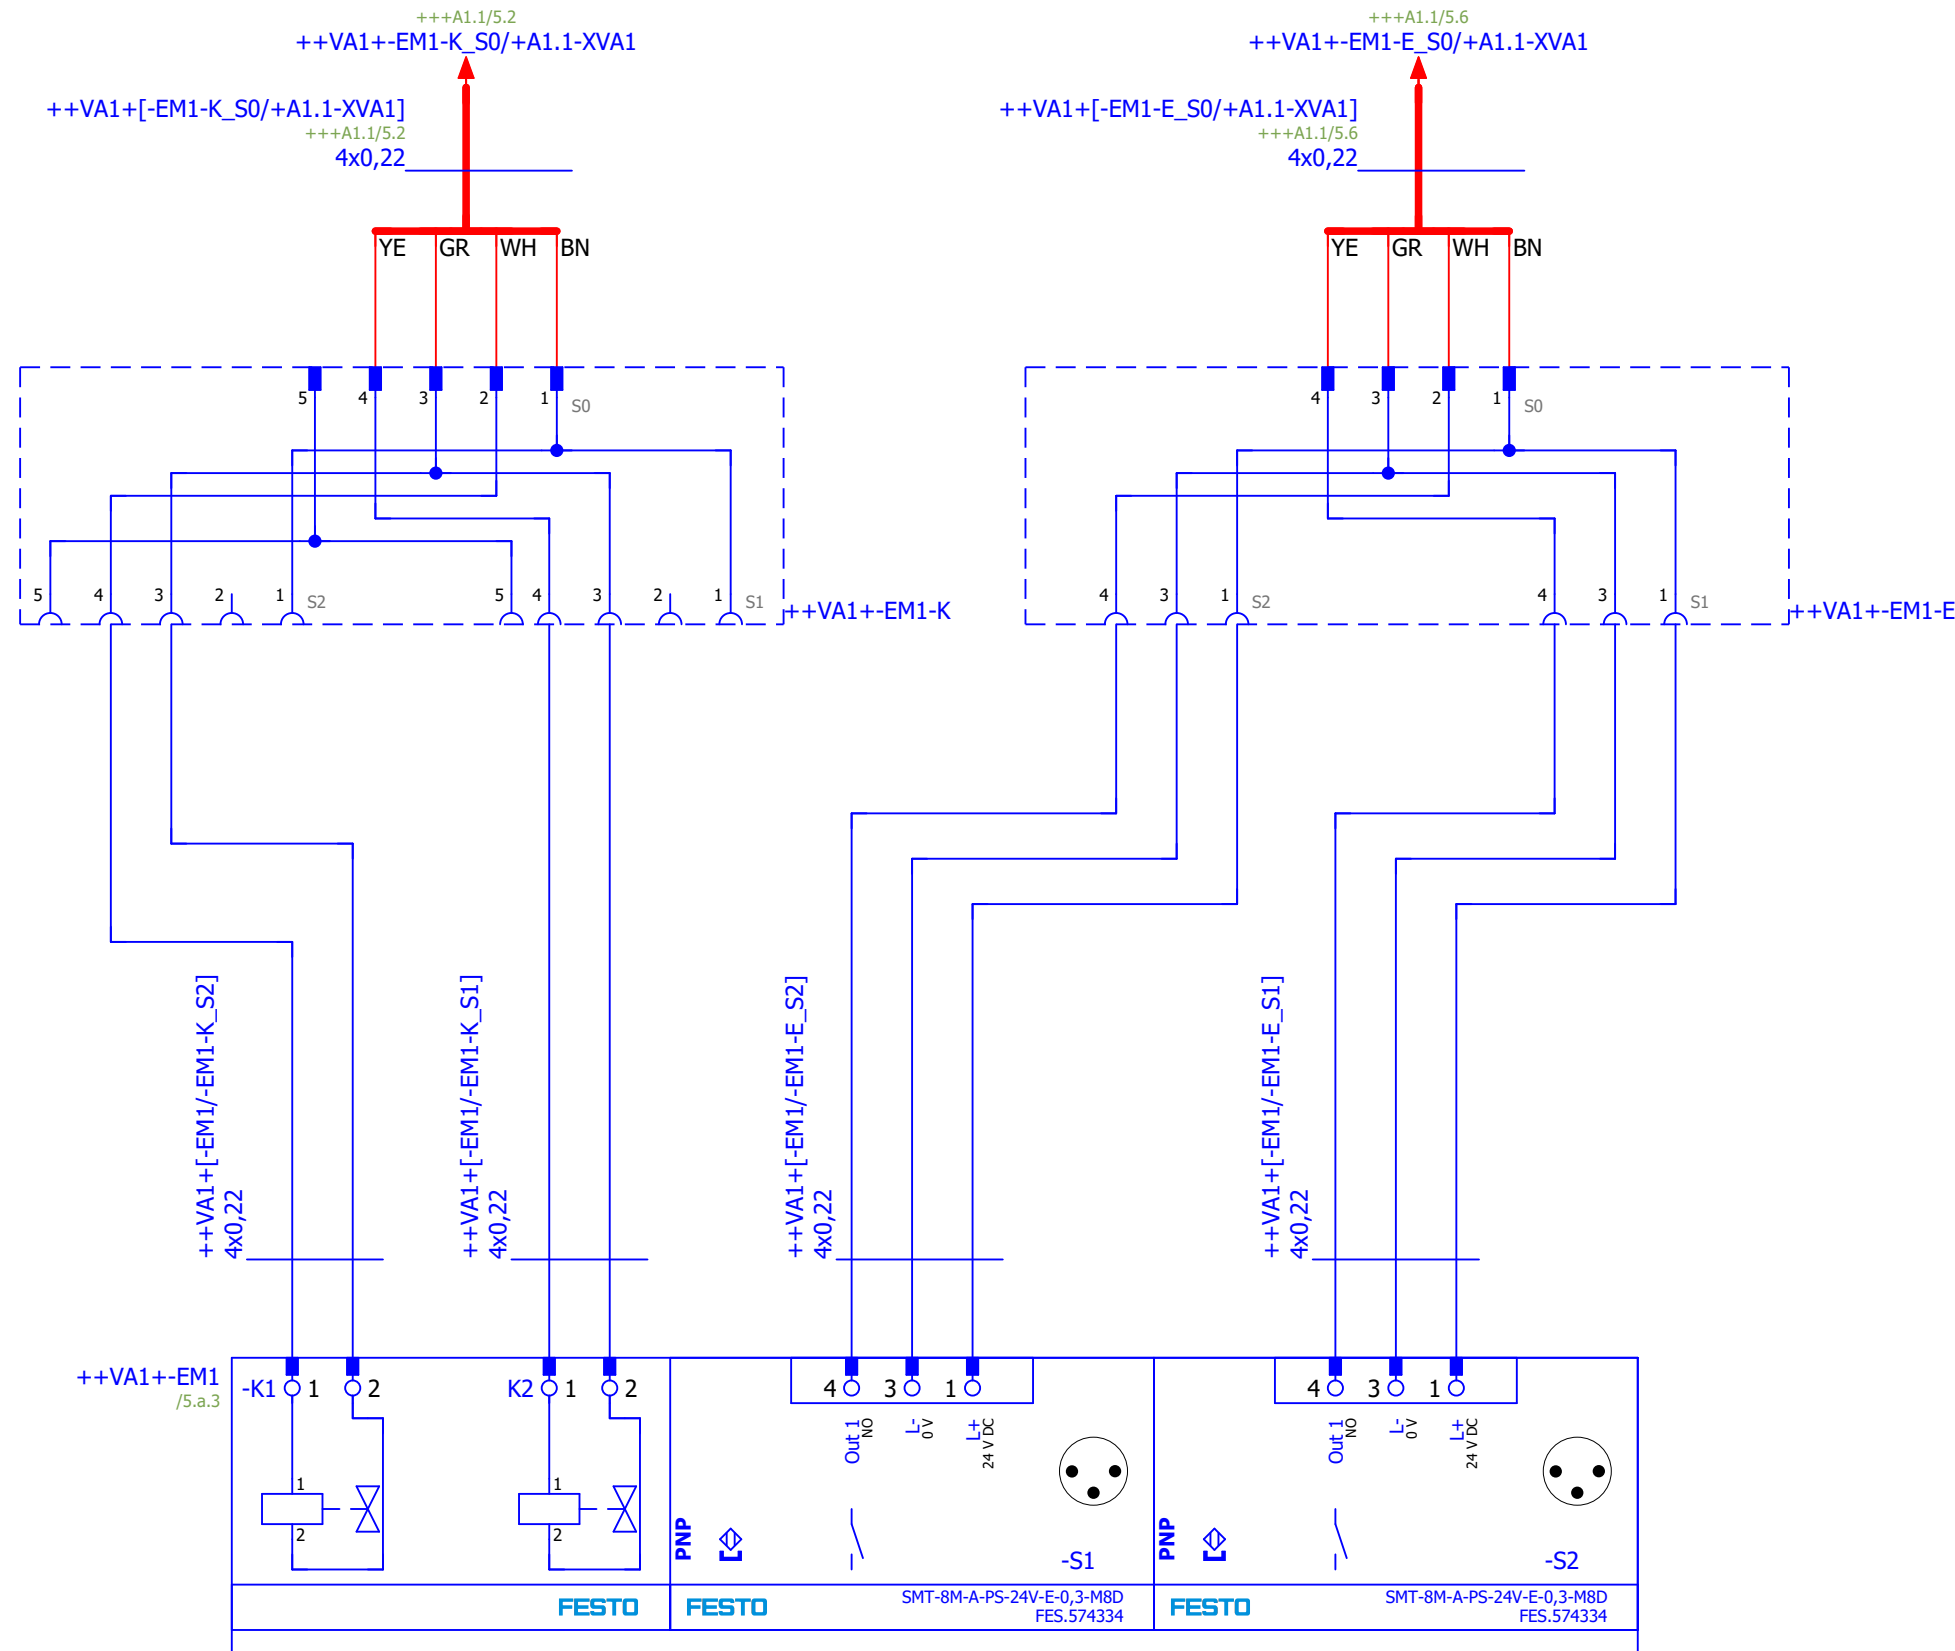 +++A1.1/5.2
++VA1+-EM1-K_S0/+A1.1-XVA1
++VA1+[-EM1-K_S0/+A1.1-XVA1]
+++A1.1/5.2
4x0,22
YE GR WH BN
+++A1.1/5.6
++VA1+-EM1-E_S0/+A1.1-XVA1
++VA1+[-EM1-E_S0/+A1.1-XVA1]
+++A1.1/5.6
4x0,22
YE GR WH BN
5 4 3 2 1 S0
5 4 3 2 1 S2 5 4 3 2 1 S1
++VA1+-EM1-K
4 3 2 1 S0
4 3 1 S2 4 3 1 S1
++VA1+-EM1-E
++VA1+[-EM1/-EM1-K_S2]
4x0,22
++VA1+[-EM1/-EM1-K_S1]
4x0,22
++VA1+[-EM1/-EM1-E_S2]
4x0,22
++VA1+[-EM1/-EM1-E_S1]
4x0,22
++VA1+-EM1
/5.a.3
-K1 1 2
1
2
K2 1 2
1
2
FESTO
4 3 1
Out 1
NO
L-
0 V
L+
24 V DC
PNP
-S1
FESTO
SMT-8M-A-PS-24V-E-0,3-M8D
FES.574334
4 3 1
Out 1
NO
L-
0 V
L+
24 V DC
PNP
-S2
FESTO
SMT-8M-A-PS-24V-E-0,3-M8D
FES.574334